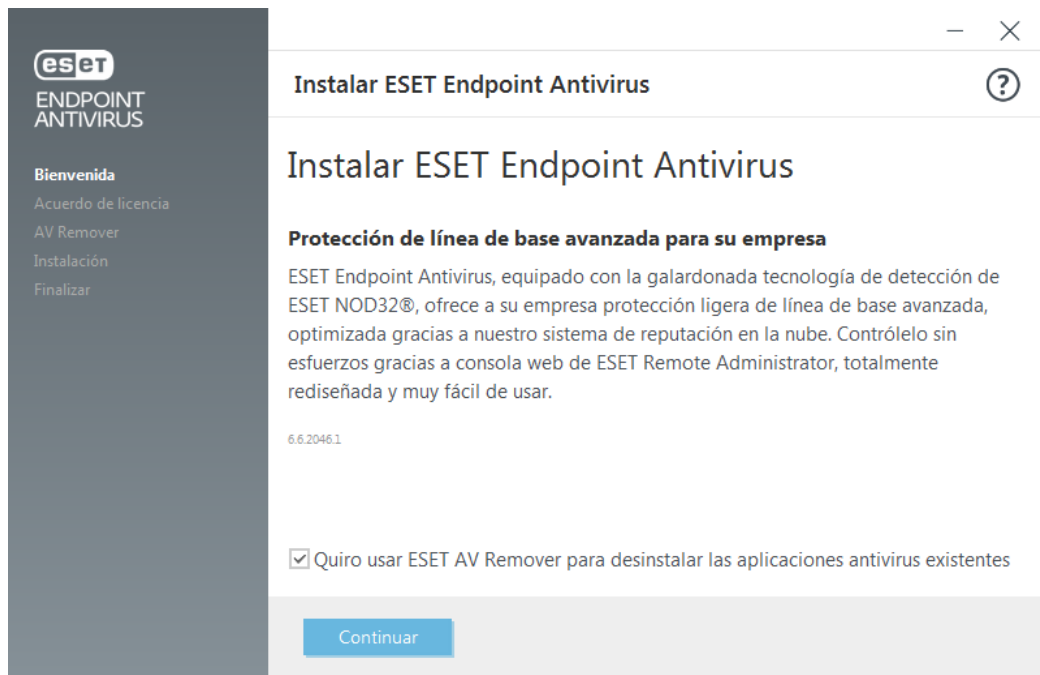 eset
ENDPOINT
ANTIVIRUS
Bienvenida
Acuerdo de licencia
AV Remover
Instalación
Finalizar
Instalar ESET Endpoint Antivirus
?
Instalar ESET Endpoint Antivirus
Protección de línea de base avanzada para su empresa
ESET Endpoint Antivirus, equipado con la galardonada tecnología de detección de
ESET NOD32®, ofrece a su empresa protección ligera de línea de base avanzada,
optimizada gracias a nuestro sistema de reputación en la nube. Contrólelo sin
esfuerzos gracias a consola web de ESET Remote Administrator, totalmente
rediseñada y muy fácil de usar.
6.6.2046.1
Quiro usar ESET AV Remover para desinstalar las aplicaciones antivirus existentes
Continuar